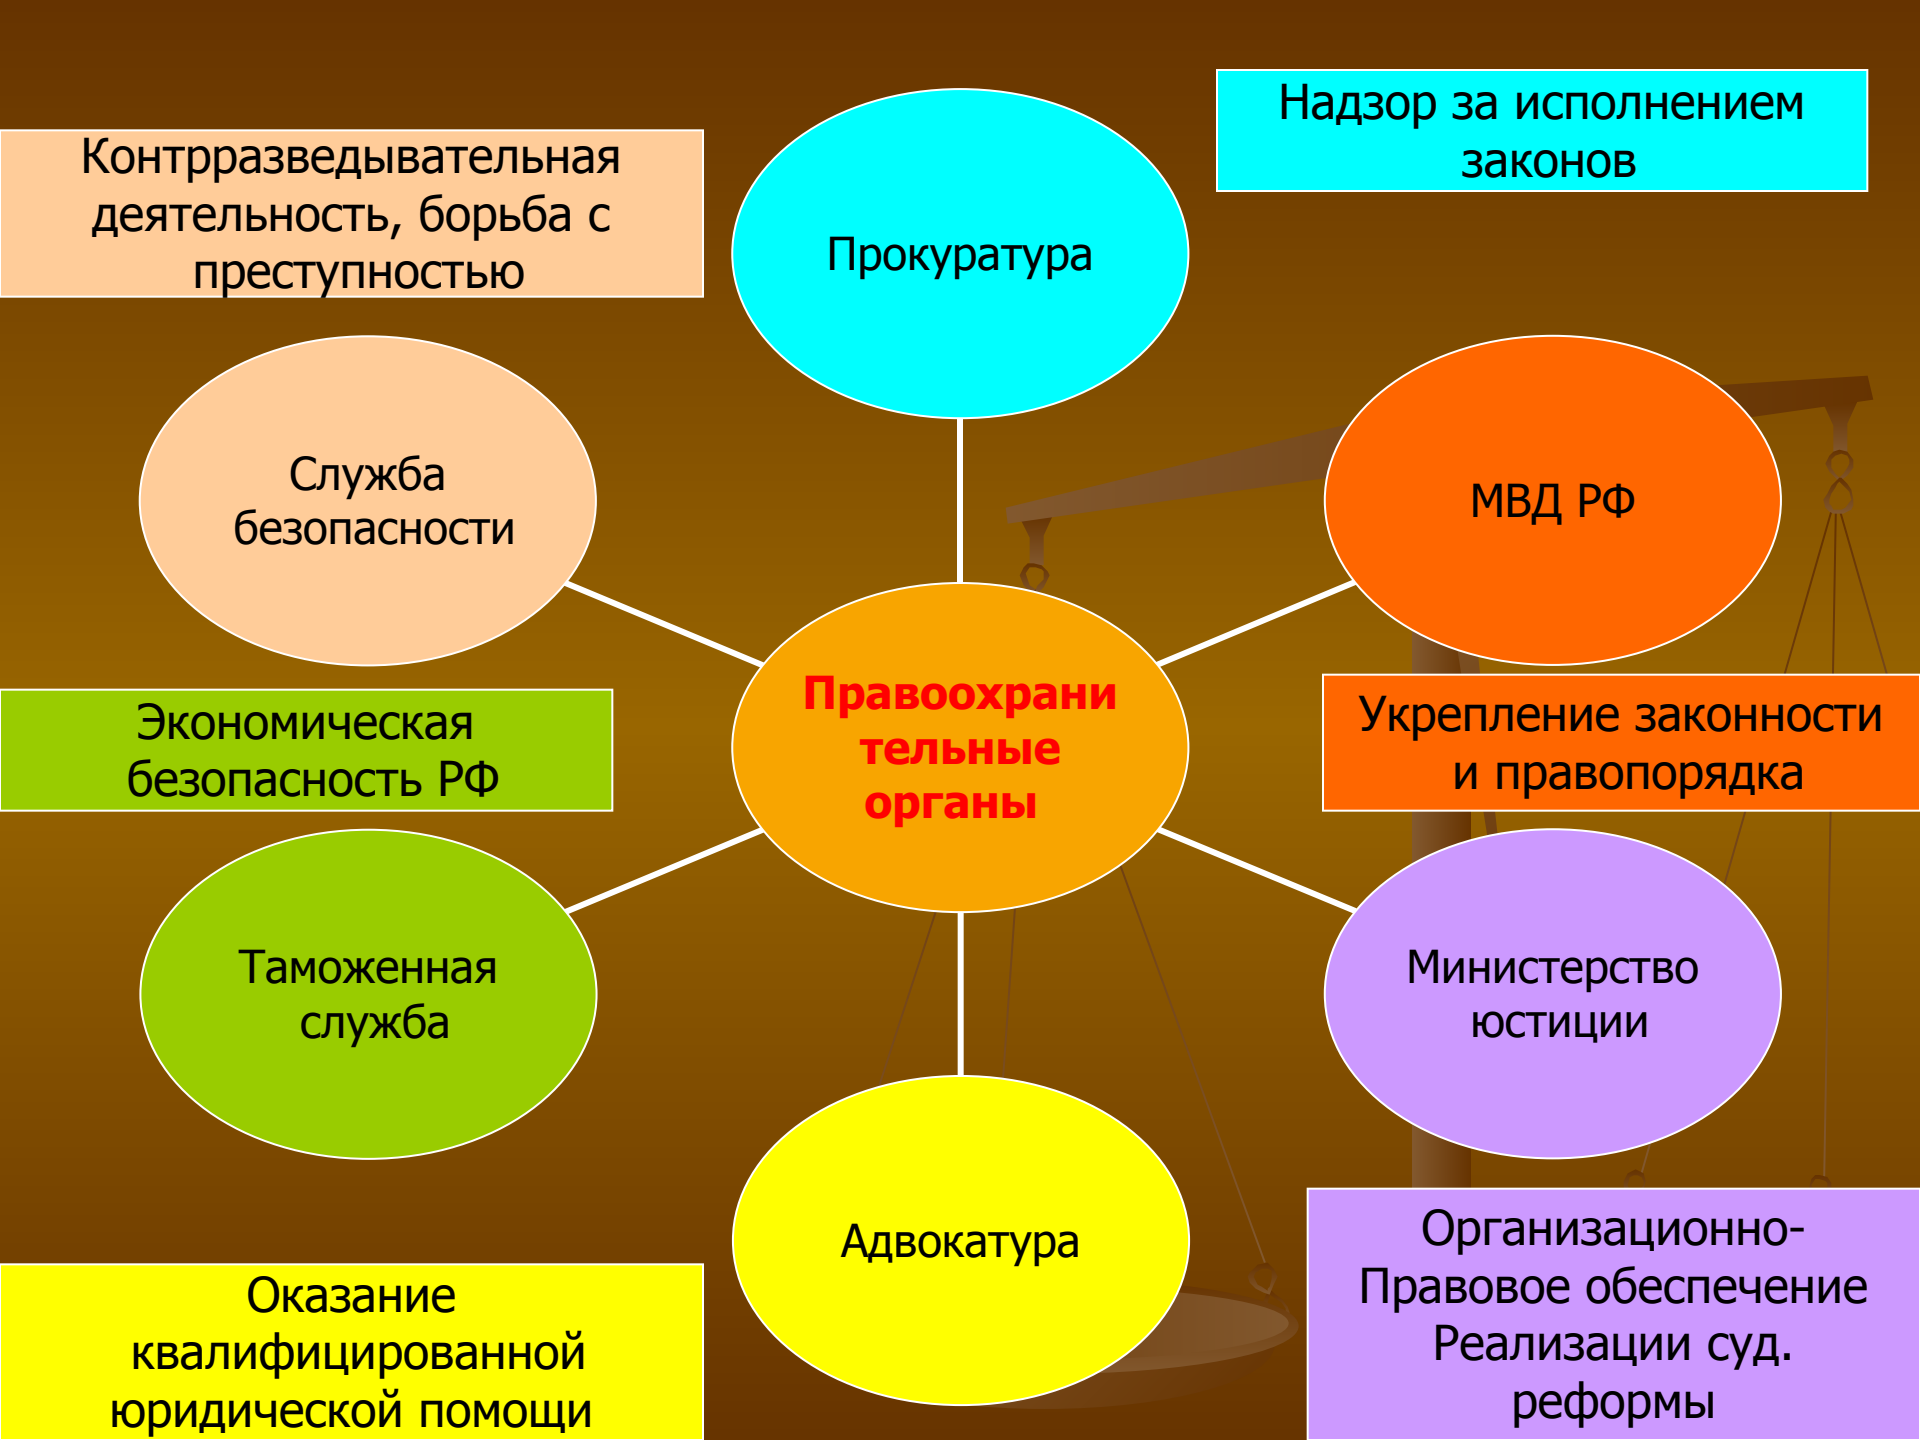 Надзор за исполнением
законов
Контрразведывательная
деятельность, борьба с
преступностью
Прокуратура
Служба
безопасности
МВД РФ
Правоохрани
тельные
органы
Экономическая
безопасность РФ
Укрепление законности
и правопорядка
Таможенная
служба
Министерство
юстиции
Адвокатура
Оказание
квалифицированной
юридической помощи
Организационно-
Правовое обеспечение
Реализации суд.
реформы